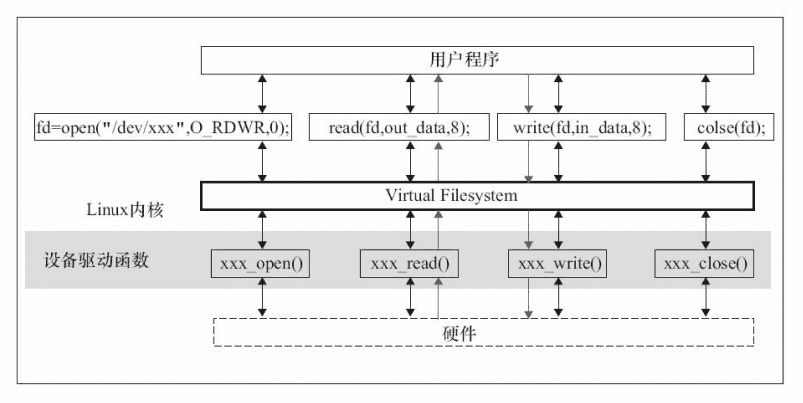 用户程序
fd=open("/dev/xxx",O_RDWR,0);
read(fd,out_data,8);
write(fd,in_data,8);
colse(fd);
Virtual Filesystem
Linux内核
设备驱动函数
xxx_open()
xxx_read()
xxx_write()
xxx_close()
硬件